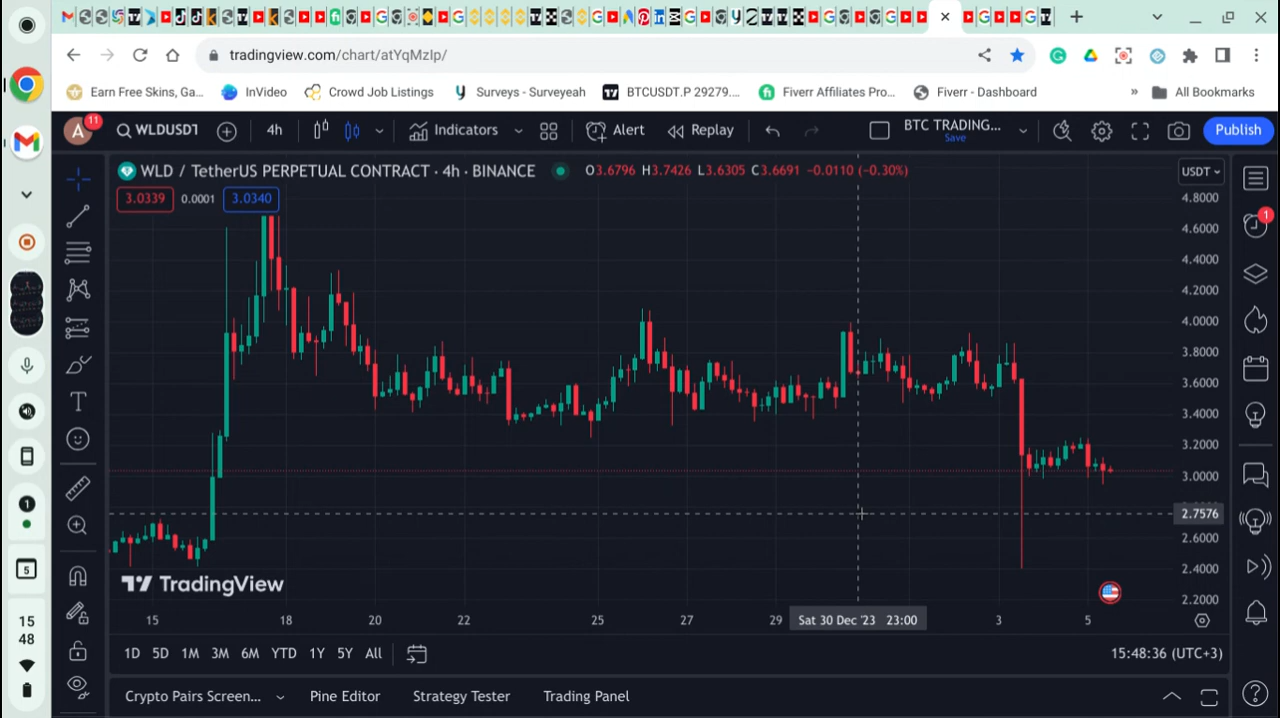 tradingview.com/chart/atYqMzIp/
Earn Free Skins, Ga...
InVideo
Crowd Job Listings
Surveys - Surveyeah
BTCUSDT.P 29279....
Fiverr Affiliates Pro...
Fiverr - Dashboard
»
All Bookmarks
A
11
WLDUSDT
4h
Indicators
Alert
Replay
BTC TRADING...
Save
Publish
WLD / TetherUS PERPETUAL CONTRACT · 4h · BINANCE
O3.6796 H3.7426 L3.6305 C3.6691 -0.0110 (-0.30%)
USDT
3.0339
0.0001
3.0340
4.8000
4.6000
4.4000
4.2000
4.0000
3.8000
3.6000
3.4000
3.2000
3.0000
2.7576
2.6000
2.4000
2.2000
1
TradingView
15
18
20
22
25
27
29
Sat 30 Dec '23 23:00
3
5
1D
5D
1M
3M
6M
YTD
1Y
5Y
All
15:48:36 (UTC+3)
Crypto Pairs Screen...
Pine Editor
Strategy Tester
Trading Panel
1
5
15
48